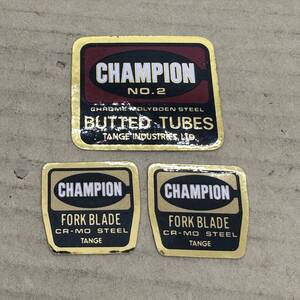 CHAMPION
NO.2
CHROME MOLYBDEN STEEL
BUTTED TUBES
TANGE INDUSTRIES, LTD.
CHAMPION
FORK BLADE
CR-MO STEEL
TANGE
CHAMPION
FORK BLADE
CR-MO STEEL
TANGE